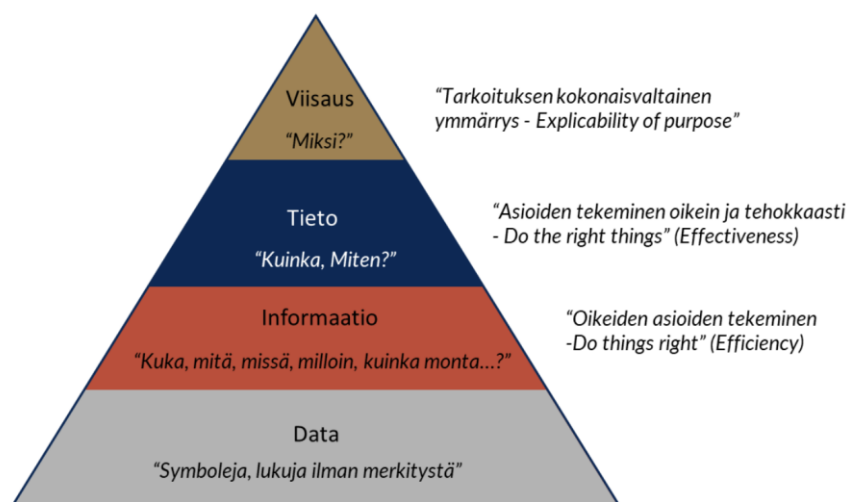 Viisaus
“Miksi?”
“Tarkoituksen kokonaisvaltainen
ymmärrys - Explicability of purpose”
Tieto
“Kuinka, Miten?”
“Asioiden tekeminen oikein ja tehokkaasti
- Do the right things” (Effectiveness)
Informaatio
“Kuka, mitä, missä, milloin, kuinka monta...?”
“Oikeiden asioiden tekeminen
-Do things right” (Efficiency)
Data
“Symboleja, lukuja ilman merkitystä”